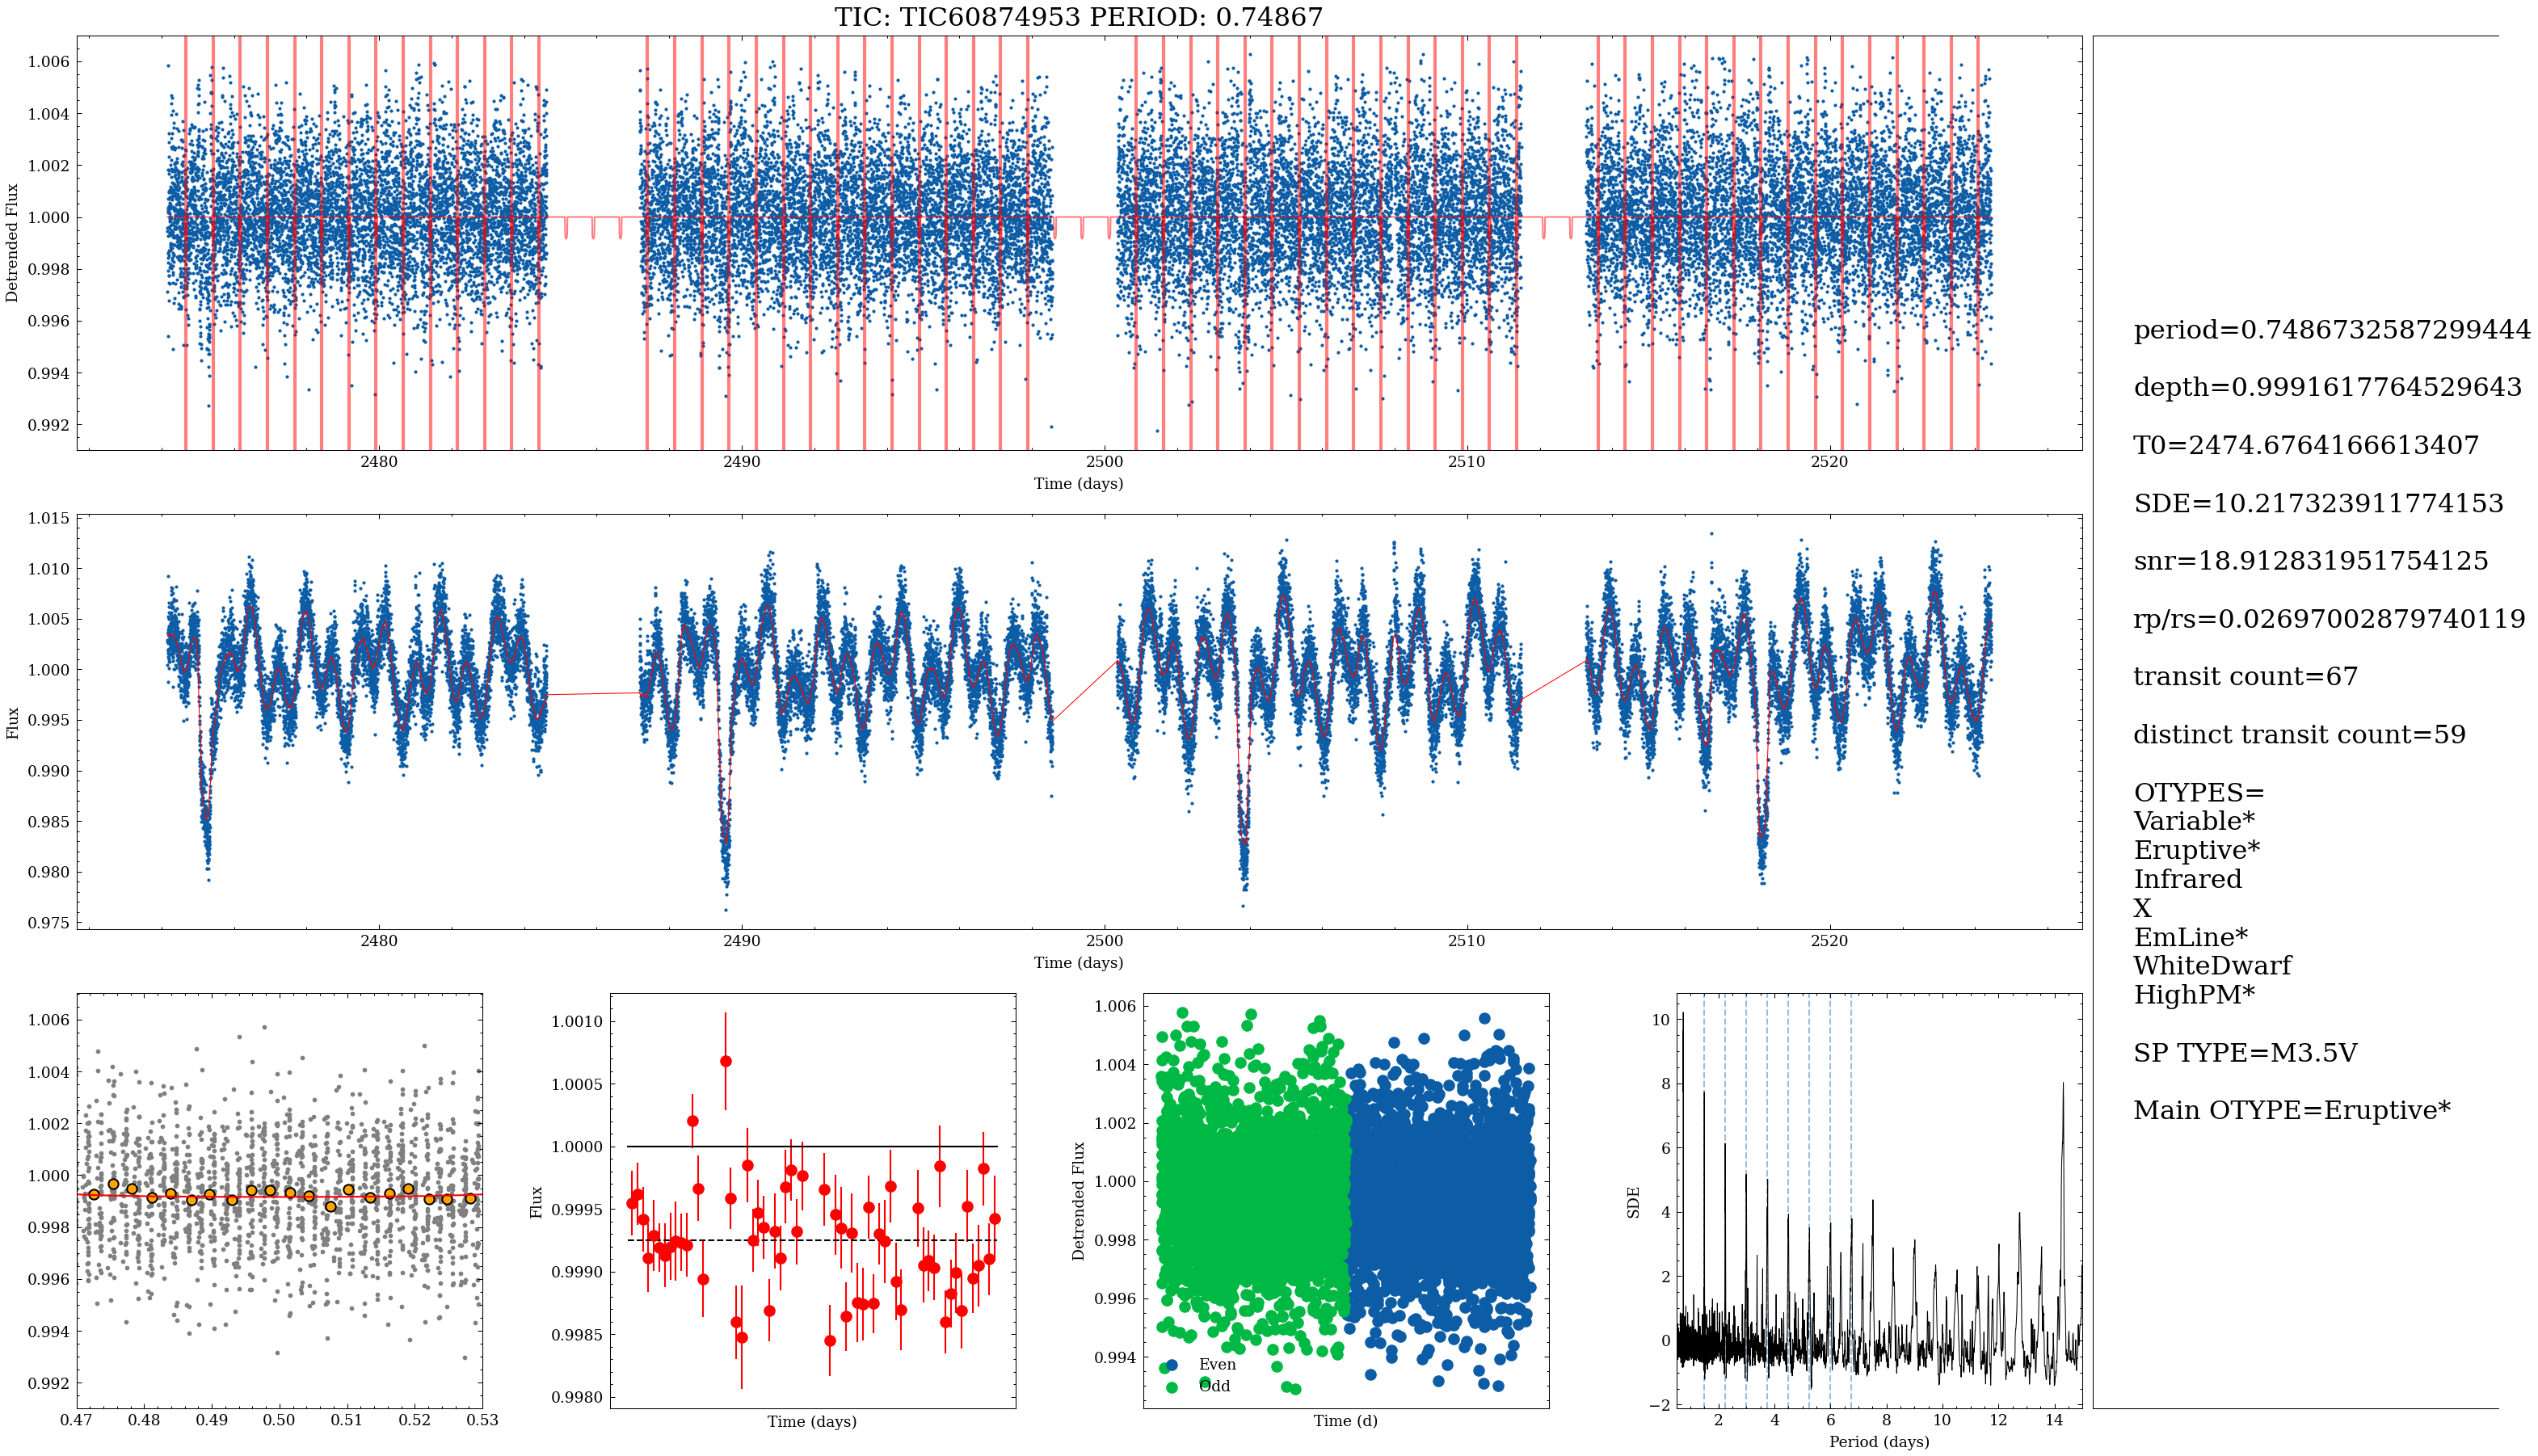 TIC: TIC60874953 PERIOD: 0.74867
1.006
1.004
1.002
1.000
0.998
0.996
0.994
0.992
Detrended Flux
2480
2490
2500
2510
2520
Time (days)
1.015
1.010
1.005
1.000
0.995
0.990
0.985
0.980
0.975
Flux
2480
2490
2500
2510
2520
Time (days)
1.006
1.004
1.002
1.000
0.998
0.996
0.994
0.992
0.47
0.48
0.49
0.50
0.51
0.52
0.53
1.0010
1.0005
1.0000
0.9995
0.9990
0.9985
0.9980
Flux
Time (days)
1.006
1.004
1.002
1.000
0.998
0.996
0.994
Detrended Flux
Even
Odd
Time (d)
10
8
6
4
2
0
−2
SDE
2
4
6
8
10
12
14
Period (days)
period=0.7486732587299444
depth=0.9991617764529643
T0=2474.6764166613407
SDE=10.217323911774153
snr=18.912831951754125
rp/rs=0.02697002879740119
transit count=67
distinct transit count=59
OTYPES=
Variable*
Eruptive*
Infrared
X
EmLine*
WhiteDwarf
HighPM*
SP TYPE=M3.5V
Main OTYPE=Eruptive*